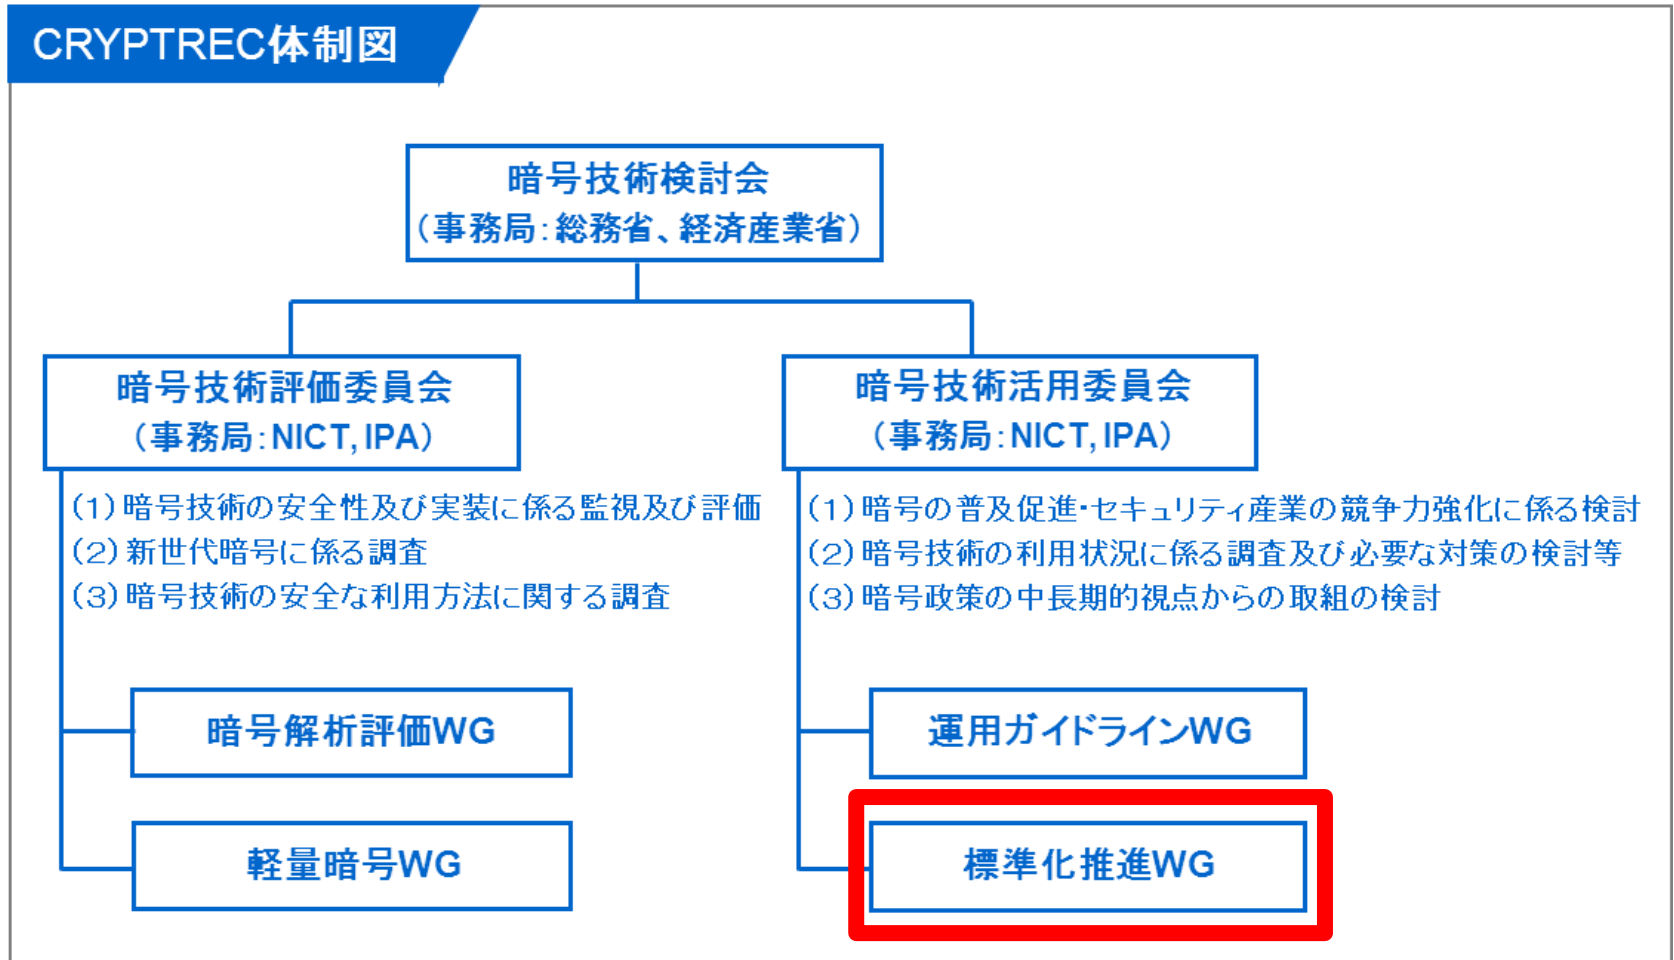 CRYPTREC体制図
暗号技術検討会
（事務局：総務省、経済産業省）
暗号技術評価委員会
（事務局：NICT, IPA）
（1）暗号技術の安全性及び実装に係る監視及び評価
（2）新世代暗号に係る調査
（3）暗号技術の安全な利用方法に関する調査
暗号解析評価WG
軽量暗号WG
暗号技術活用委員会
（事務局：NICT, IPA）
（1）暗号の普及促進・セキュリティ産業の競争力強化に係る検討
（2）暗号技術の利用状況に係る調査及び必要な対策の検討等
（3）暗号政策の中長期的視点からの取組の検討
運用ガイドラインWG
標準化推進WG